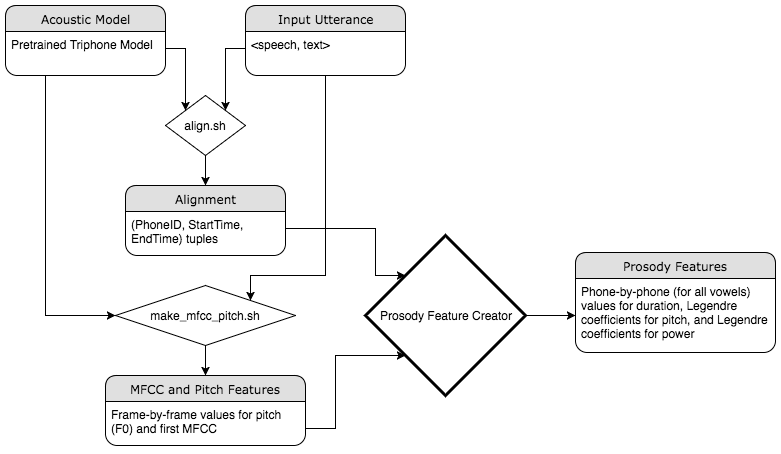 Acoustic Model
Pretrained Triphone Model
Input Utterance
<speech, text>
align.sh
Alignment
(PhoneID, StartTime,
EndTime) tuples
make_mfcc_pitch.sh
MFCC and Pitch Features
Frame-by-frame values for pitch
(F0) and first MFCC
Prosody Feature Creator
Prosody Features
Phone-by-phone (for all vowels)
values for duration, Legendre
coefficients for pitch, and Legendre
coefficients for power